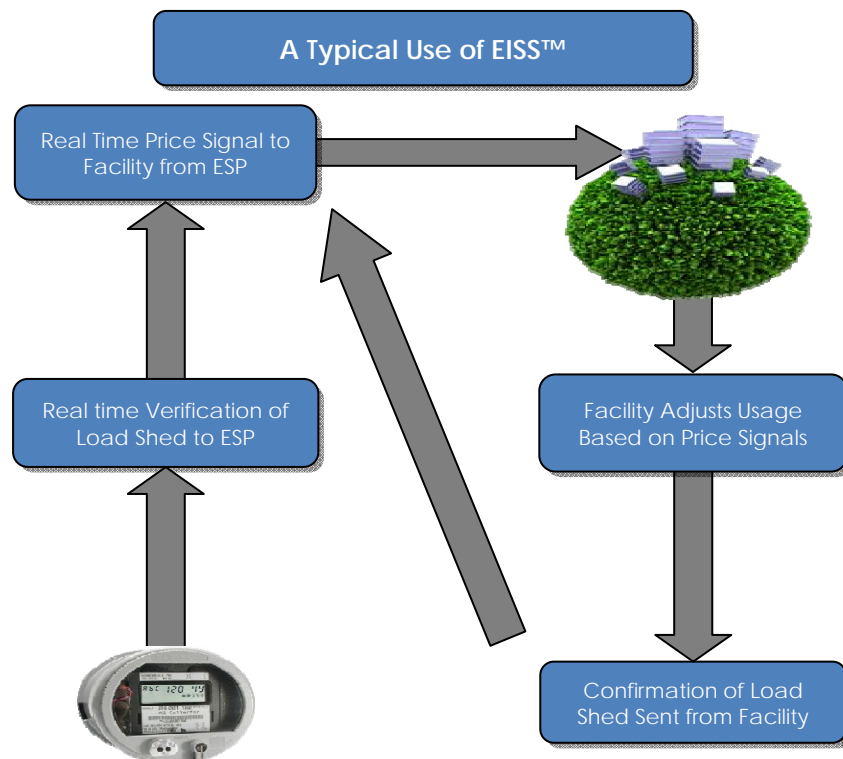 A Typical Use of EISS™
Real Time Price Signal to
Facility from ESP
Real time Verification of
Load Shed to ESP
Facility Adjusts Usage
Based on Price Signals
120
Confirmation of Load
Shed Sent from Facility